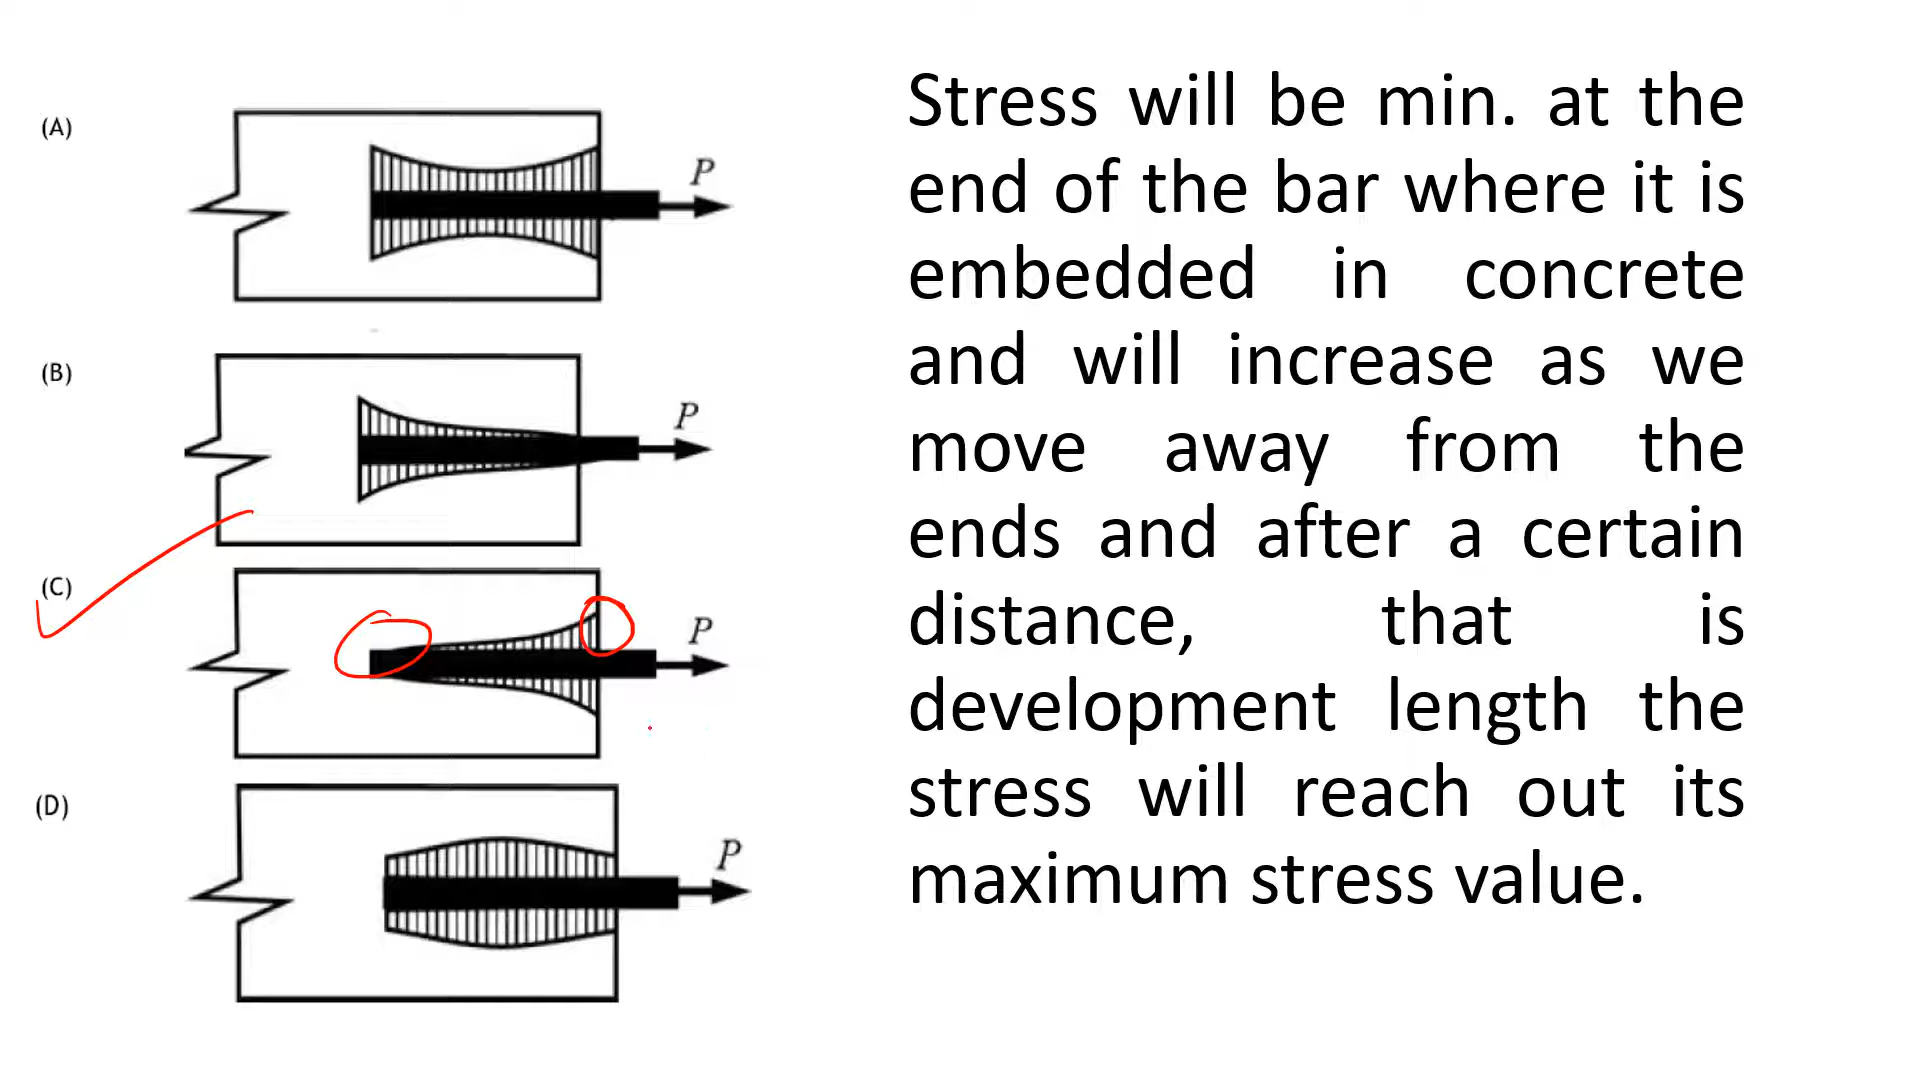 (A)
P
(B)
P
(C)
P
(D)
P
Stress will be min. at the
end of the bar where it is
embedded in concrete
and will increase as we
move away from the
ends and after a certain
distance, that is
development length the
stress will reach out its
maximum stress value.